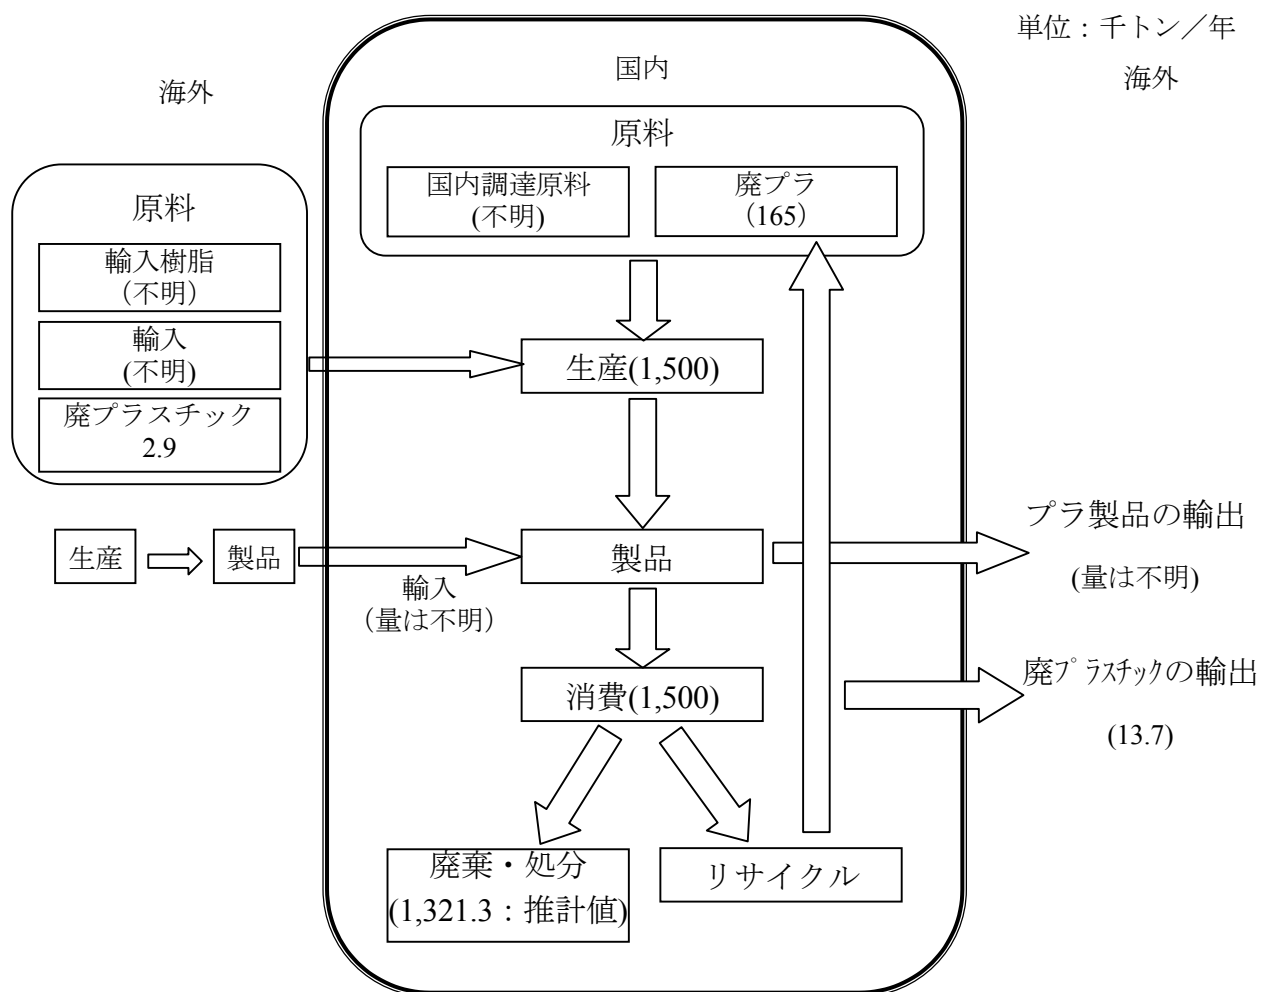 単位：千トン／年
海外
国内
海外
原料
国内調達原料
(不明)
廃プラ
（165）
原料
輸入樹脂
（不明）
輸入
(不明)
廃プラスチック
2.9
生産(1,500)
生産
製品
輸入
（量は不明）
製品
プラ製品の輸出
(量は不明)
消費(1,500)
廃プラスチックの輸出
(13.7)
廃棄・処分
(1,321.3：推計値)
リサイクル